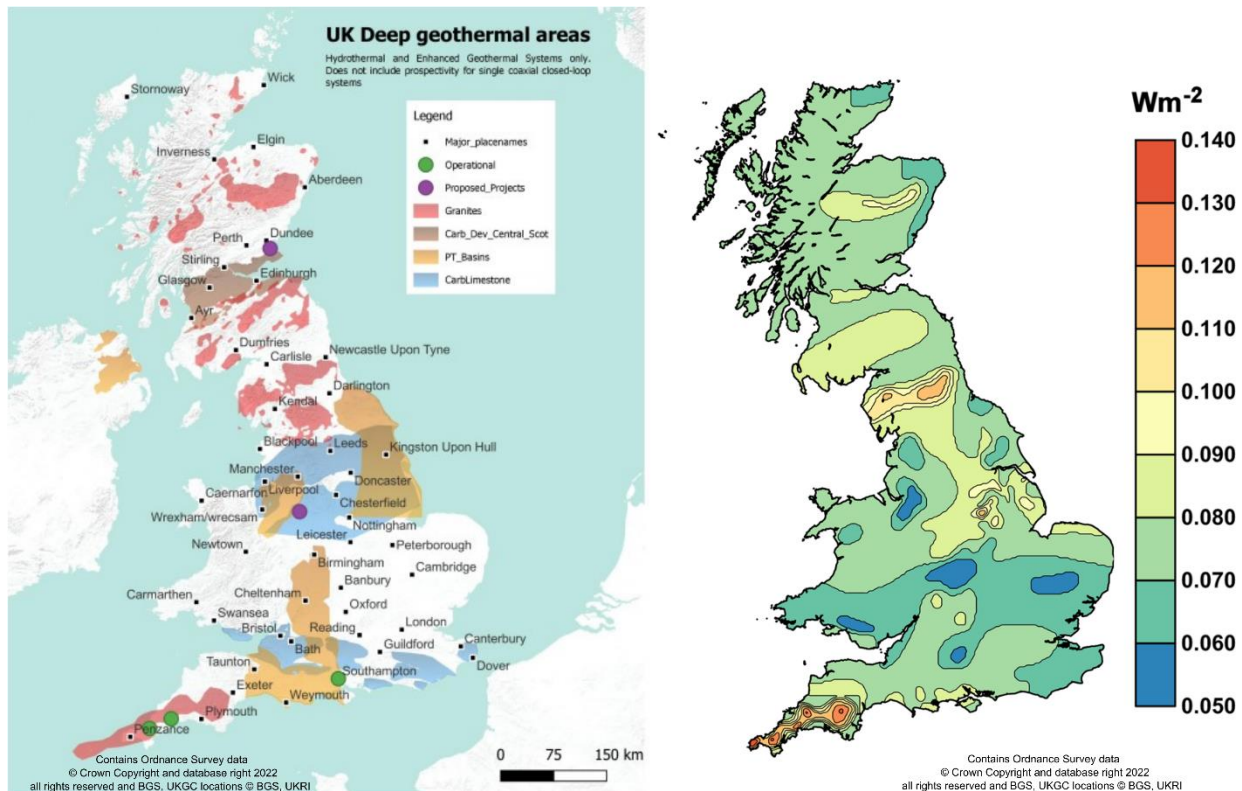 UK Deep geothermal areas
Hydrothermal and Enhanced Geothermal Systems only.
Does not include prospectivity for single coaxial closed-loop
systems
Legend
Major_placenames
Operational
Proposed_Projects
Granites
Carb_Dev_Central_Scot
PT_Basins
CarbLimestone
Wick
Stornoway
Elgin
Inverness
Aberdeen
Perth
Dundee
Stirling
Glasgow
Edinburgh
Ayr
Dumfries
Newcastle Upon Tyne
Carlisle
Darlington
Kendal
Blackpool
Leeds
Kingston Upon Hull
Manchester
Doncaster
Liverpool
Caernarfon
Chesterfield
Wrexham/wrecsam
Nottingham
Leicester
Newtown
Peterborough
Birmingham
Cambridge
Banbury
Carmarthen
Cheltenham
Oxford
Swansea
London
Bristol
Reading
Canterbury
Bath
Guildford
Dover
Taunton
Southampton
Exeter
Weymouth
Plymouth
Penzance
0 75 150 km
Contains Ordnance Survey data
© Crown Copyright and database right 2022
all rights reserved and BGS, UKGC locations © BGS, UKRI
Wm-2
0.140
0.130
0.120
0.110
0.100
0.090
0.080
0.070
0.060
0.050
Contains Ordnance Survey data
© Crown Copyright and database right 2022
all rights reserved and BGS, UKGC locations © BGS, UKRI